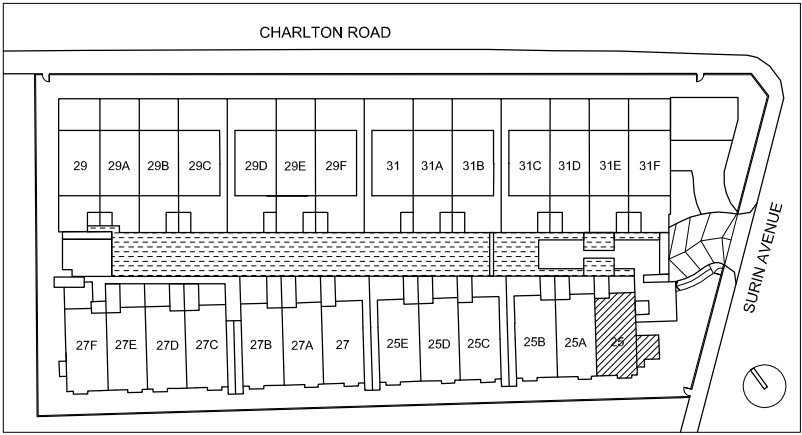 CHARLTON ROAD
29 29A 29B 29C 29D 29E 29F 31 31A 31B 31C 31D 31E 31F
SURIN AVENUE
27F 27E 27D 27C 27B 27A 27 25E 25D 25C 25B 25A 25